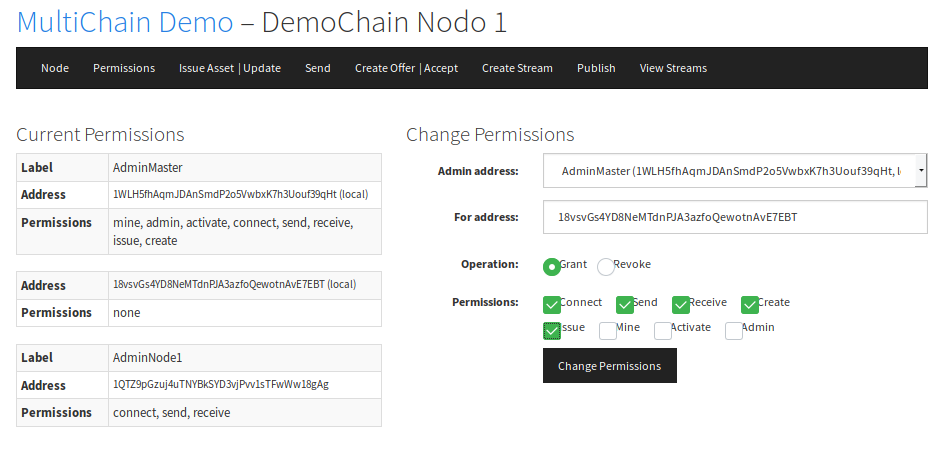 MultiChain Demo – DemoChain Nodo 1
Node Permissions Issue Asset | Update Send Create Offer | Accept Create Stream Publish View Streams
Current Permissions
Label AdminMaster
Address 1WLH5fhAqmJDAnSmdP2o5VwbxK7h3Uouf39qHt (local)
Permissions mine, admin, activate, connect, send, receive,
issue, create
Address 18vsvGs4YD8NeMTdnPJA3azfoQewotnAvE7EBT (local)
Permissions none
Label AdminNode1
Address 1QTZ9pGzuj4uTNYBkSYD3vjPvv1sTFwWw18gAg
Permissions connect, send, receive
Change Permissions
Admin address: AdminMaster (1WLH5fhAqmJDAnSmdP2o5VwbxK7h3Uouf39qHt, l
For address: 18vsvGs4YD8NeMTdnPJA3azfoQewotnAvE7EBT
Operation: Grant Revoke
Permissions: Connect Send Receive Create
Issue Mine Activate Admin
Change Permissions